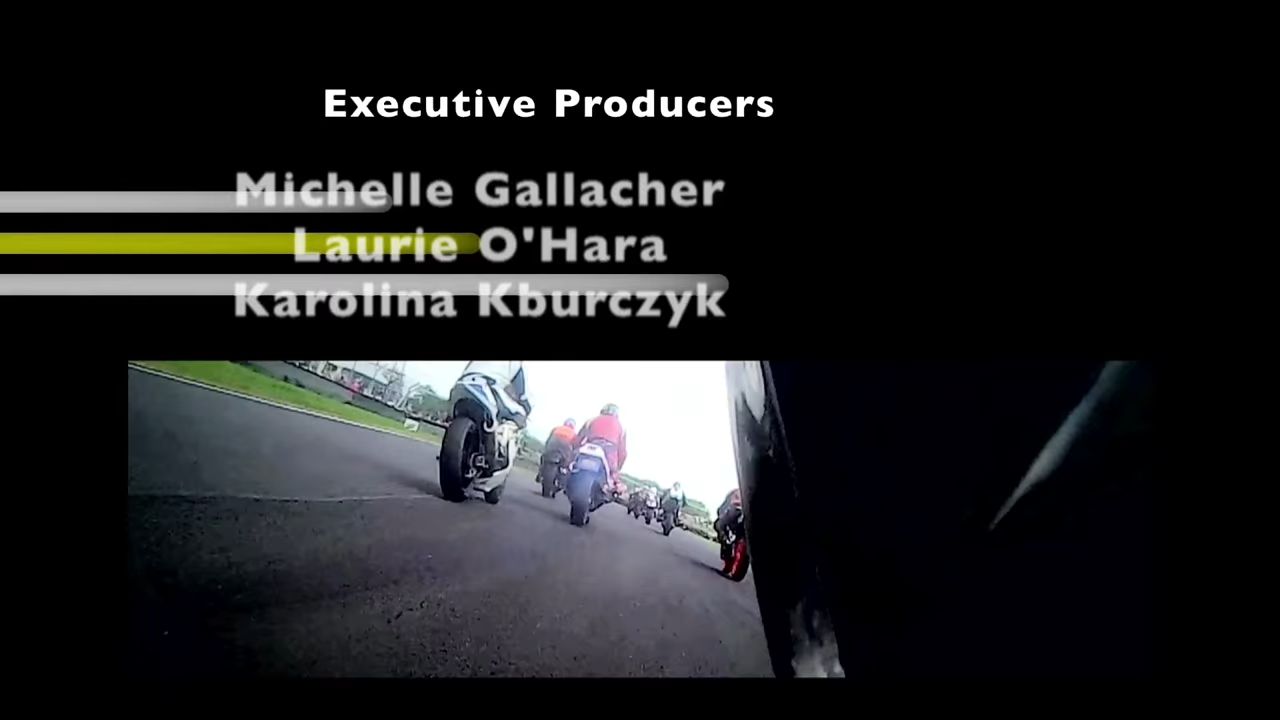 Executive Producers
Michelle Gallacher
Laurie O'Hara
Karolina Kburczyk